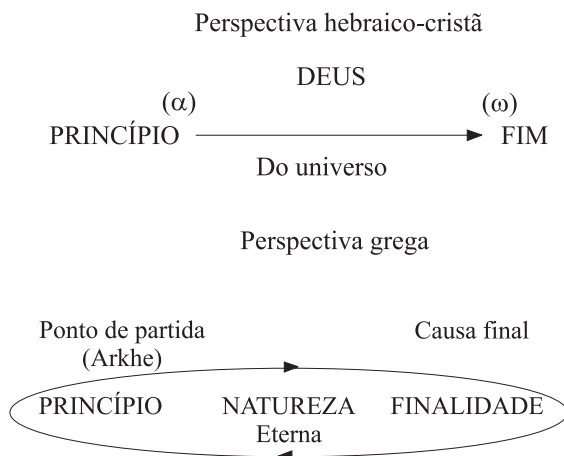 Perspectiva hebraico-cristã
DEUS
(α) (ω)
PRINCÍPIO FIM
Do universo
Perspectiva grega
Ponto de partida Causa final
(Arkhe)
PRINCÍPIO NATUREZA FINALIDADE
Eterna